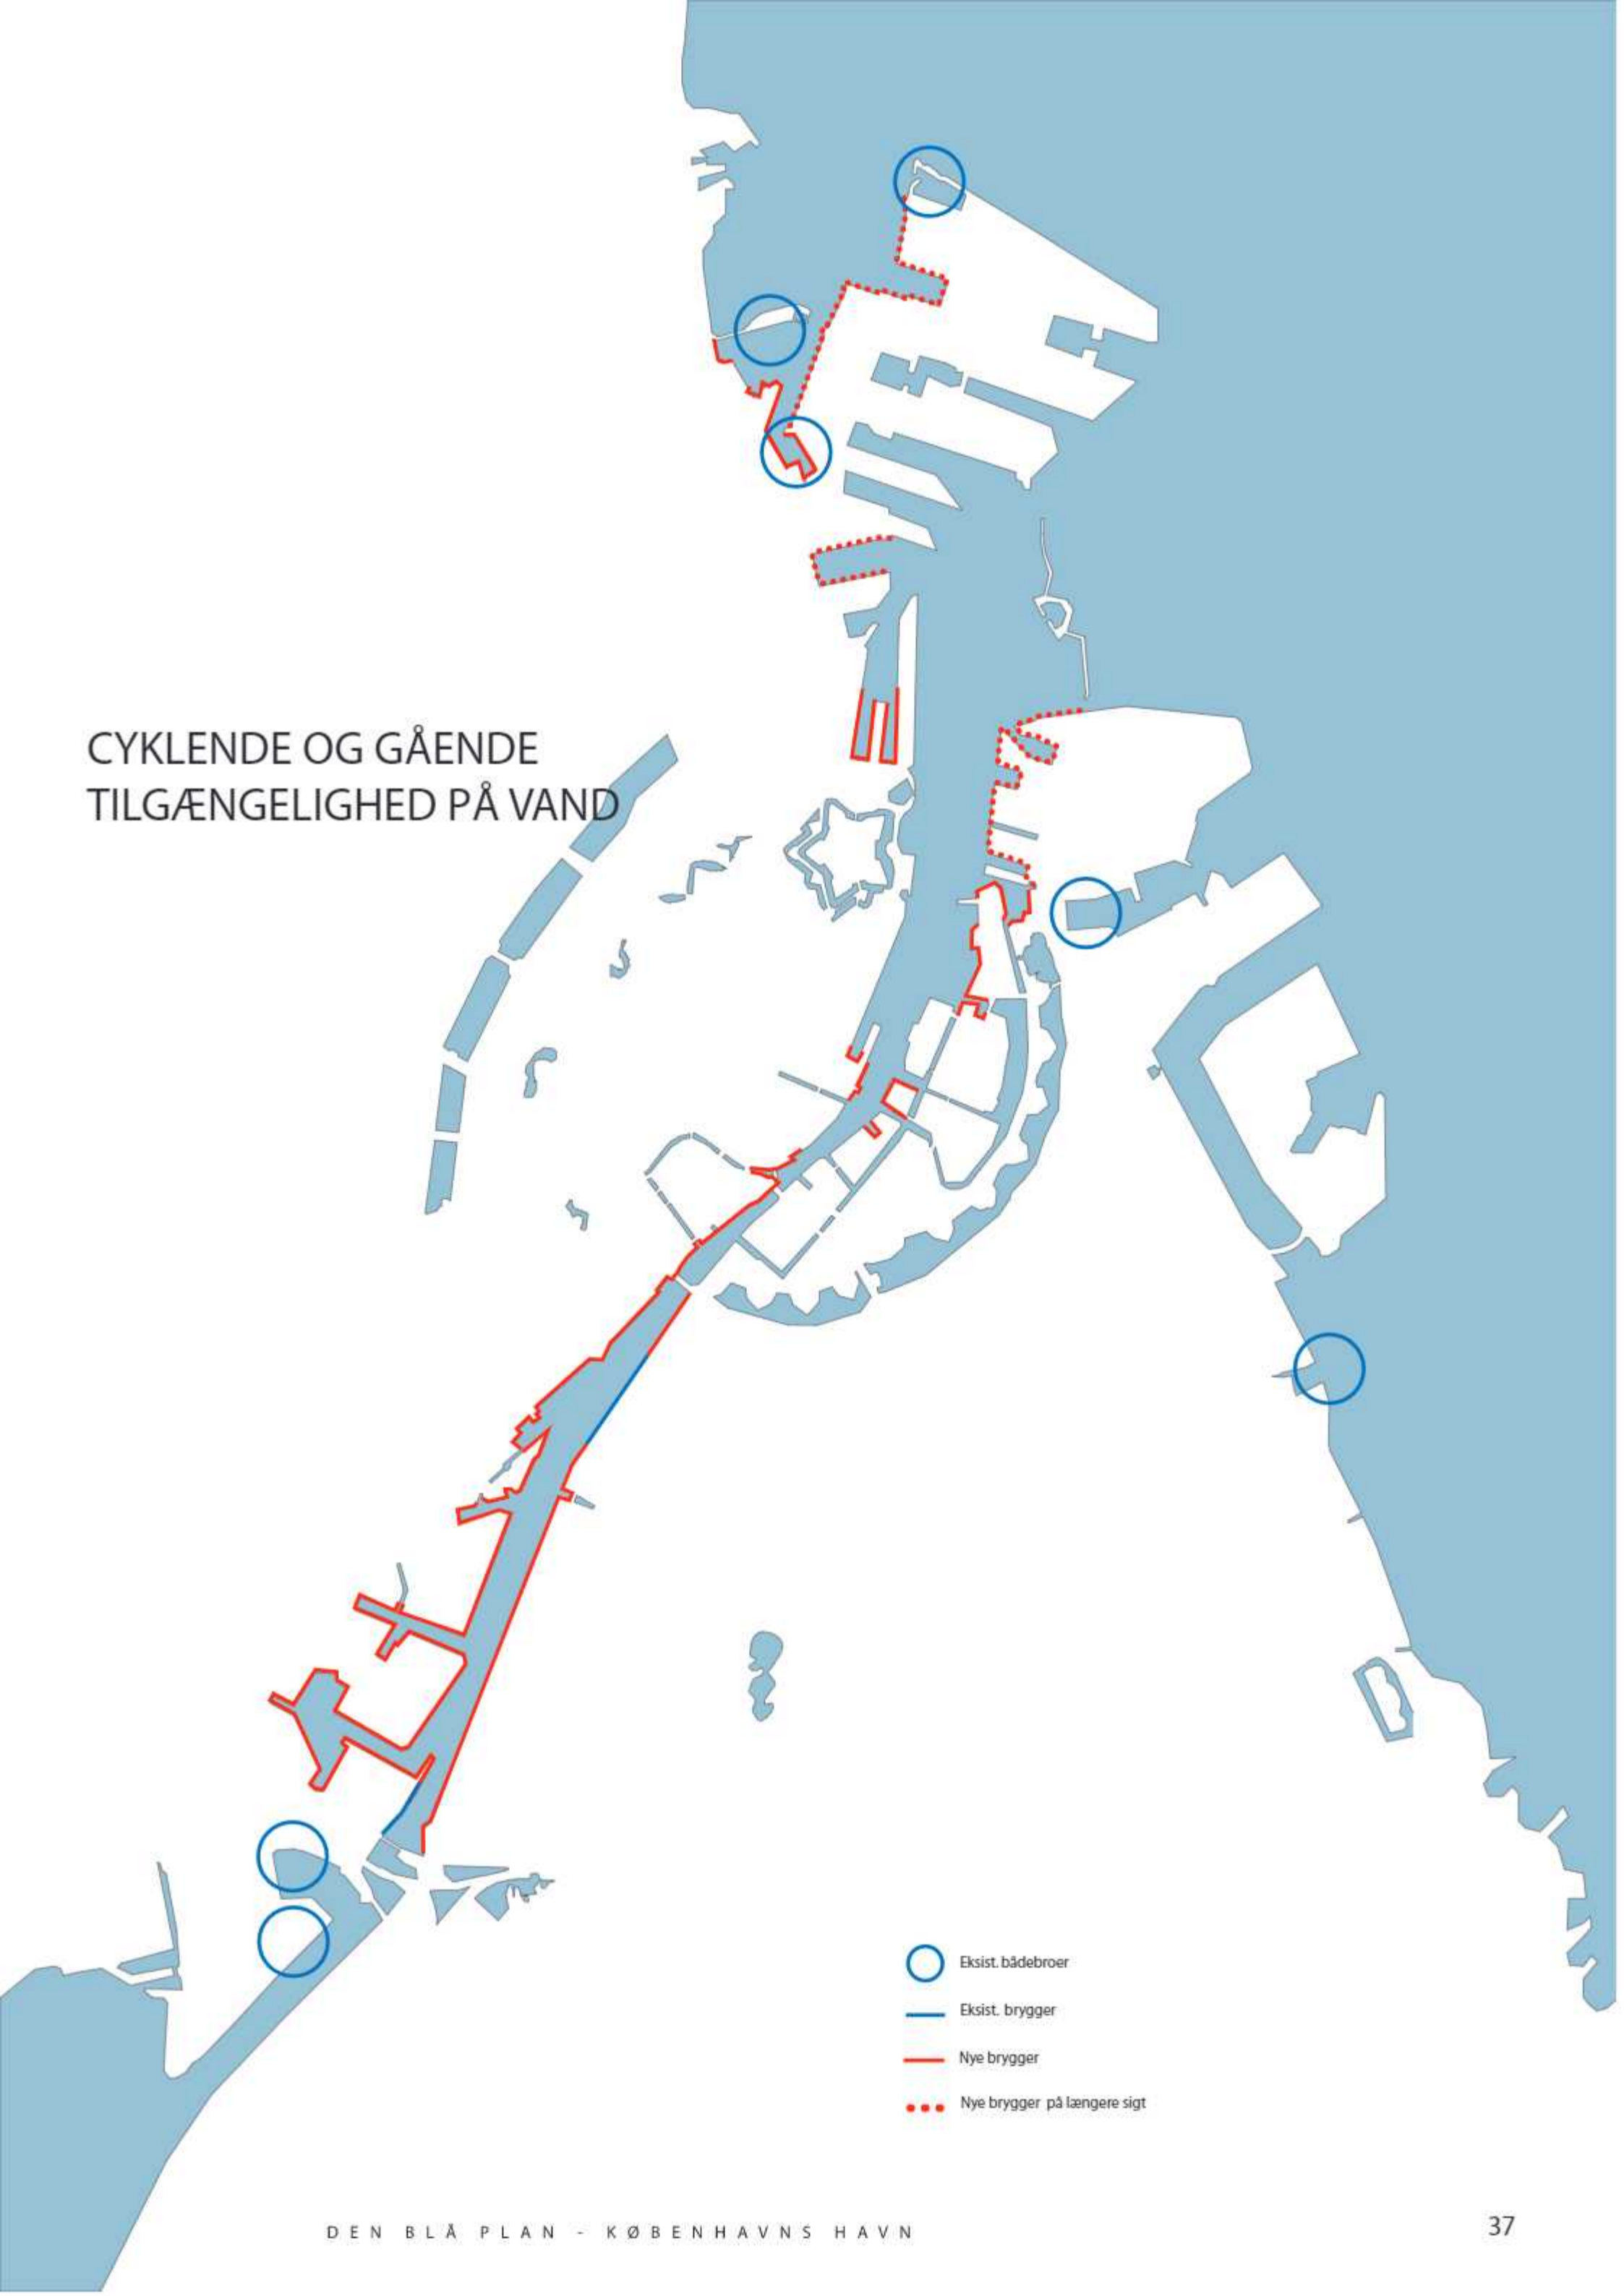 CYKLENDE OG GÅENDE
TILGÆNGELIGHED PÅ VAND
Eksist. bådebroer
Eksist. brygger
Nye brygger
Nye brygger på længere sigt
DEN BLÅ PLAN - KØBENHAVNS HAVN
37